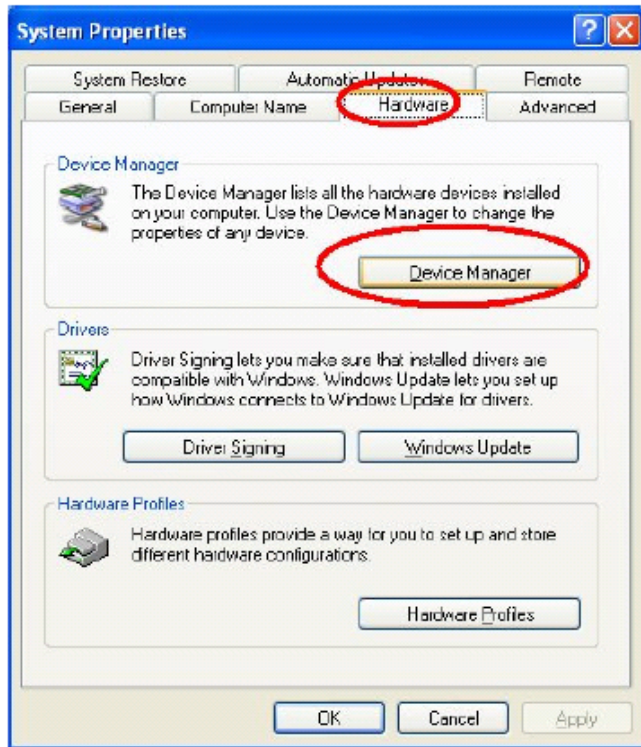 System Properties
System Restore
Automatic Updates
Remote
General
Computer Name
Hardware
Advanced
Device Manager
The Device Manager lists all the hardware devices installed
on your computer. Use the Device Manager to change the
properties of any device.
Device Manager
Drivers
Driver Signing lets you make sure that installed drivers are
compatible with Windows. Windows Update lets you set up
how Windows connects to Windows Update for drivers.
Driver Signing
Windows Update
Hardware Profiles
Hardware profiles provide a way for you to set up and store
different hardware configurations.
Hardware Profiles
OK
Cancel
Apply